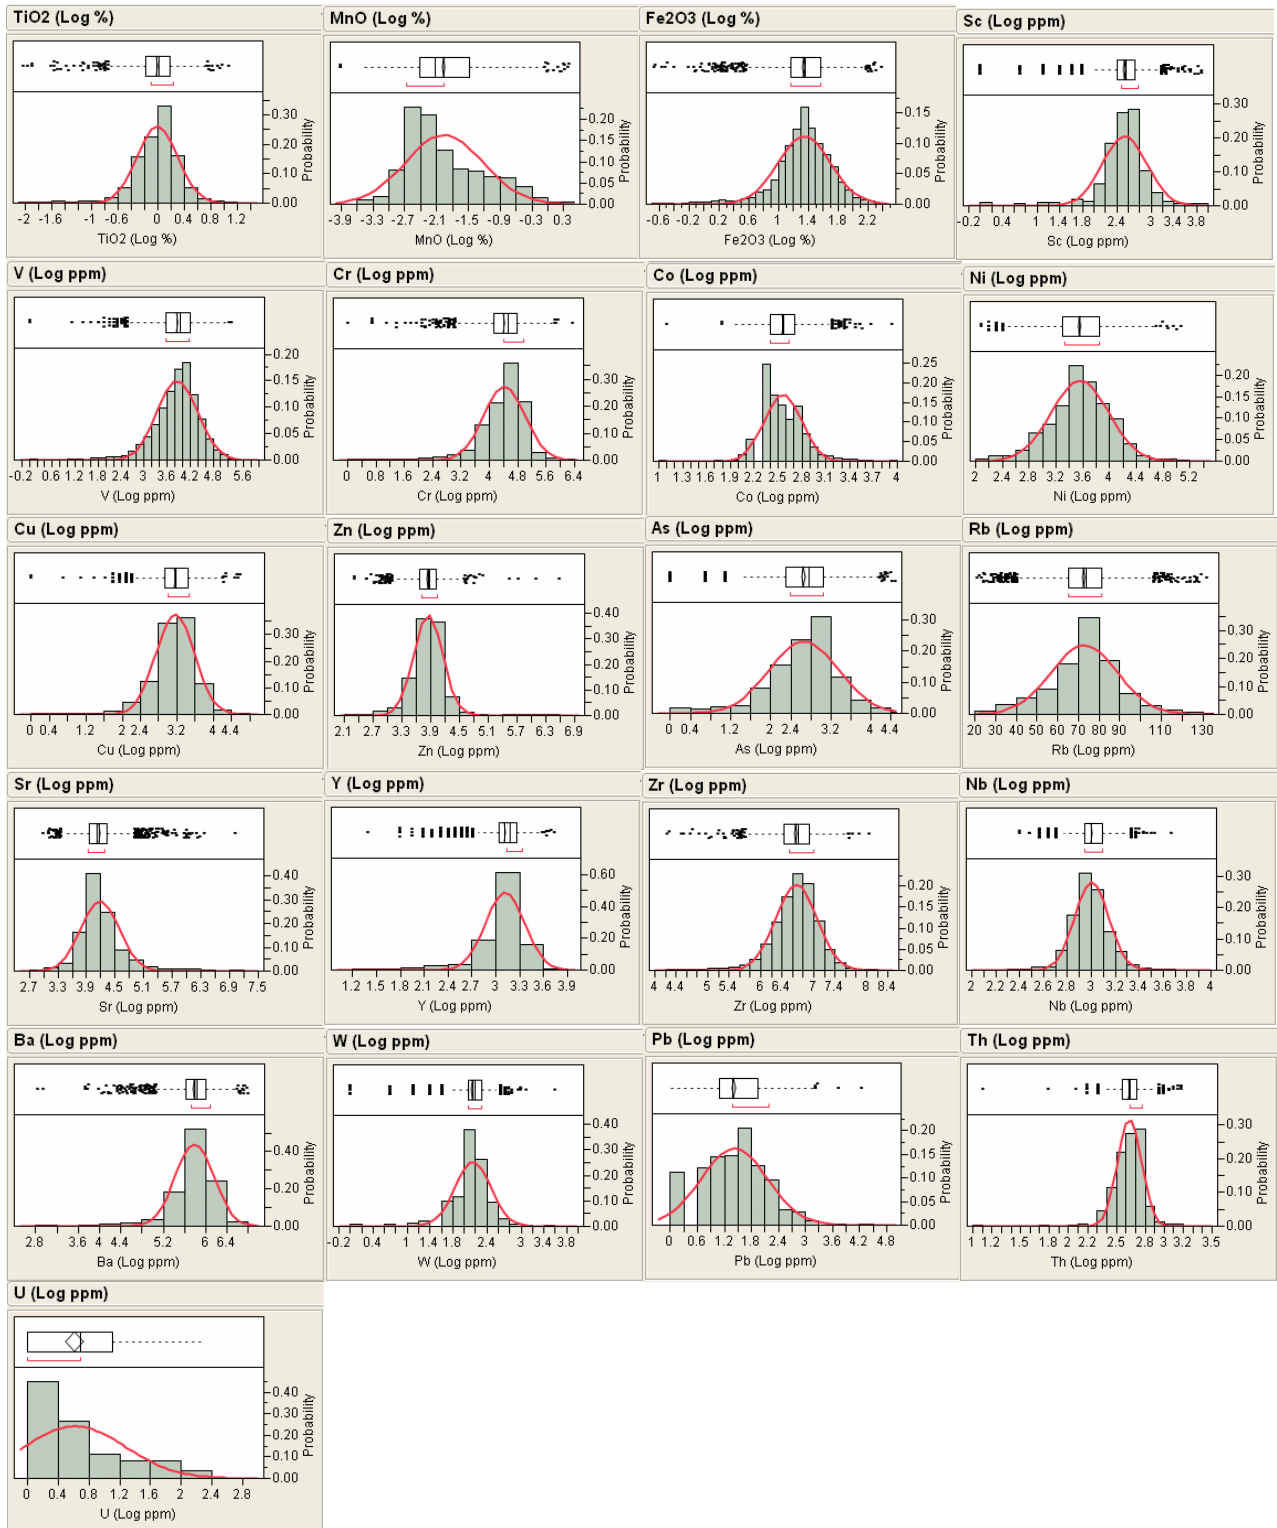 TiO2 (Log %)
0.30
0.20
0.10
0.00
Probability
-2 -1.6 -1 -0.6 0 0.4 0.8 1.2
TiO2 (Log %)
MnO (Log %)
0.20
0.15
0.10
0.05
0.00
Probability
-3.9 -3.3 -2.7 -2.1 -1.5 -0.9 -0.3 0.3
MnO (Log %)
Fe2O3 (Log %)
0.15
0.10
0.05
0.00
Probability
-0.6 -0.2 0.2 0.6 1 1.4 1.8 2.2
Fe2O3 (Log %)
Sc (Log ppm)
0.30
0.20
0.10
0.00
Probability
-0.2 0.4 1 1.4 1.8 2.4 3 3.4 3.8
Sc (Log ppm)
V (Log ppm)
0.20
0.15
0.10
0.05
0.00
Probability
-0.2 0.6 1.2 1.8 2.4 3 3.6 4.2 4.8 5.6
V (Log ppm)
Cr (Log ppm)
0.30
0.20
0.10
0.00
Probability
0 0.4 1 1.6 2.4 3.2 4 4.8 5.6 6.4
Cr (Log ppm)
Co (Log ppm)
0.25
0.20
0.15
0.10
0.05
0.00
Probability
1 1.3 1.6 1.9 2.2 2.5 2.8 3.1 3.4 3.7 4
Co (Log ppm)
Ni (Log ppm)
0.20
0.15
0.10
0.05
0.00
Probability
2 2.4 2.8 3.2 3.6 4 4.4 4.8 5.2
Ni (Log ppm)
Cu (Log ppm)
0.30
0.20
0.10
0.00
Probability
0 0.4 1.2 2 2.4 3.2 4 4.4
Cu (Log ppm)
Zn (Log ppm)
0.40
0.30
0.20
0.10
0.00
Probability
2.1 2.7 3.3 3.9 4.5 5.1 5.7 6.3 6.9
Zn (Log ppm)
As (Log ppm)
0.30
0.20
0.10
0.00
Probability
0 0.4 1.2 2 2.4 3.2 4 4.4
As (Log ppm)
Rb (Log ppm)
0.30
0.20
0.10
0.00
Probability
20 30 40 50 60 70 80 90 110 130
Rb (Log ppm)
Sr (Log ppm)
0.40
0.30
0.20
0.10
0.00
Probability
2.7 3.3 3.9 4.5 5.1 5.7 6.3 6.9 7.5
Sr (Log ppm)
Y (Log ppm)
0.60
0.40
0.20
0.00
Probability
1.2 1.5 1.8 2.1 2.4 2.7 3 3.3 3.6 3.9
Y (Log ppm)
Zr (Log ppm)
0.20
0.15
0.10
0.05
0.00
Probability
4 4.4 5 5.4 6 6.4 7 7.4 8 8.4
Zr (Log ppm)
Nb (Log ppm)
0.30
0.20
0.10
0.00
Probability
2 2.2 2.4 2.6 2.8 3 3.2 3.4 3.6 3.8 4
Nb (Log ppm)
Ba (Log ppm)
0.40
0.20
0.00
Probability
2.8 3.6 4 4.4 5.2 6 6.4
Ba (Log ppm)
W (Log ppm)
0.40
0.30
0.20
0.10
0.00
Probability
-0.2 0.4 1 1.4 1.8 2.4 3 3.4 3.8
W (Log ppm)
Pb (Log ppm)
0.20
0.15
0.10
0.05
0.00
Probability
0 0.6 1.2 1.8 2.4 3 3.6 4.2 4.8
Pb (Log ppm)
Th (Log ppm)
0.30
0.20
0.10
0.00
Probability
1 1.2 1.5 1.8 2 2.2 2.5 2.8 3 3.2 3.5
Th (Log ppm)
U (Log ppm)
0.40
0.30
0.20
0.10
0.00
Probability
0 0.4 0.8 1.2 1.6 2 2.4 2.8
U (Log ppm)